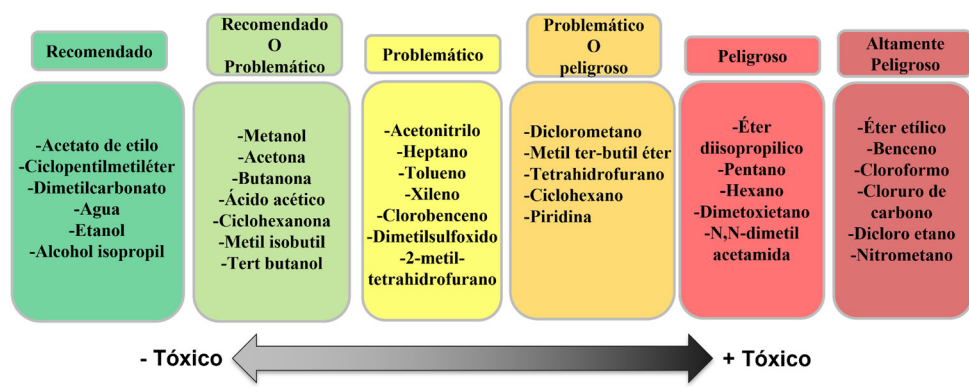 Recomendado
-Acetato de etilo
-Ciclopentilmetiléter
-Dimetilcarbonato
-Agua
-Etanol
-Alcohol isopropil
Recomendado
O
Problemático
-Metanol
-Acetona
-Butanona
-Ácido acético
-Ciclohexanona
-Metil isobutil
-Tert butanol
Problemático
-Acetonitrilo
-Heptano
-Tolueno
-Xileno
-Clorobenceno
-Dimetilsulfoxido
-2-metil-
tetrahidrofurano
Problemático
O
peligroso
-Diclorometano
-Metil ter-butil éter
-Tetrahidrofurano
-Ciclohexano
-Piridina
Peligroso
-Éter
diisopropilico
-Pentano
-Hexano
-Dimetoxietano
-N,N-dimetil
acetamida
Altamente
Peligroso
-Éter etílico
-Benceno
-Cloroformo
-Cloruro de
carbono
-Dicloro etano
-Nitrometano
- Tóxico
+ Tóxico